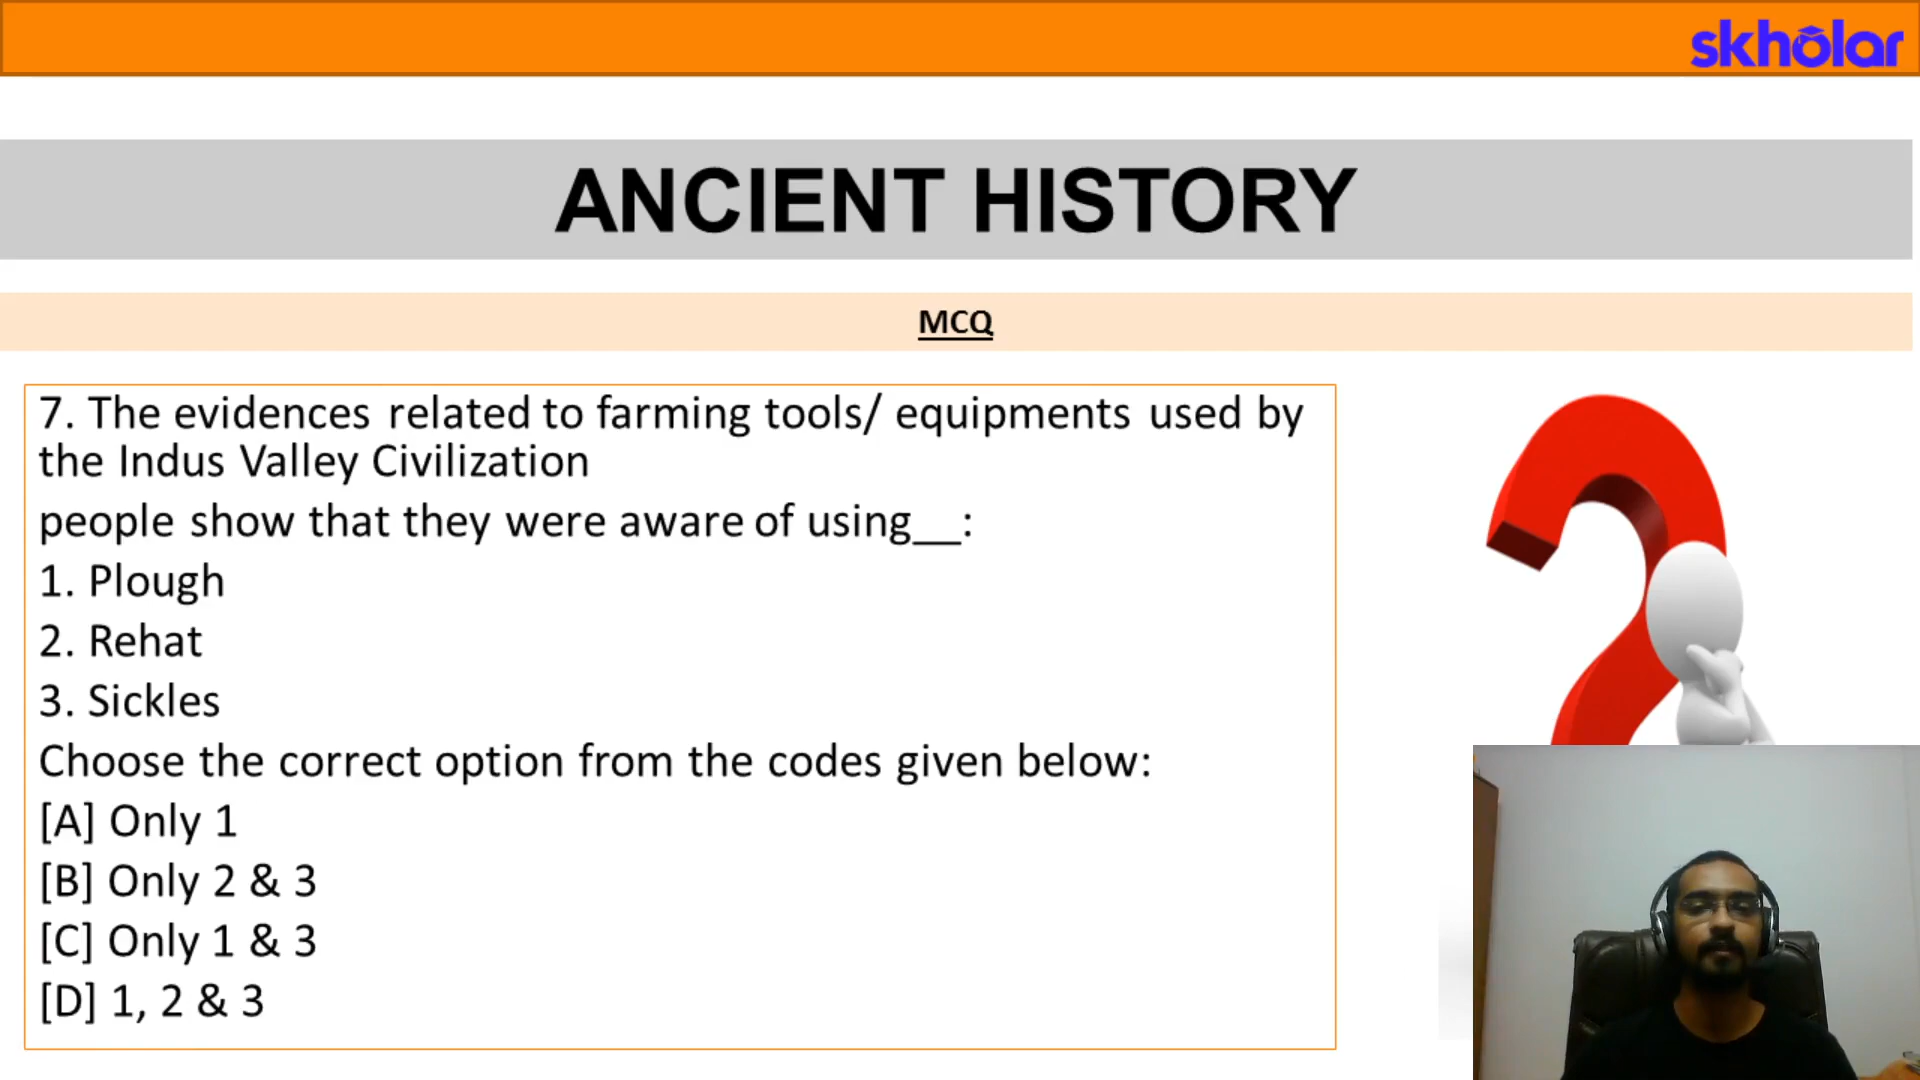 skholar
ANCIENT HISTORY
MCQ
7. The evidences related to farming tools/ equipments used by
the Indus Valley Civilization
people show that they were aware of using__:
1. Plough
2. Rehat
3. Sickles
Choose the correct option from the codes given below:
[A] Only 1
[B] Only 2 & 3
[C] Only 1 & 3
[D] 1, 2 & 3